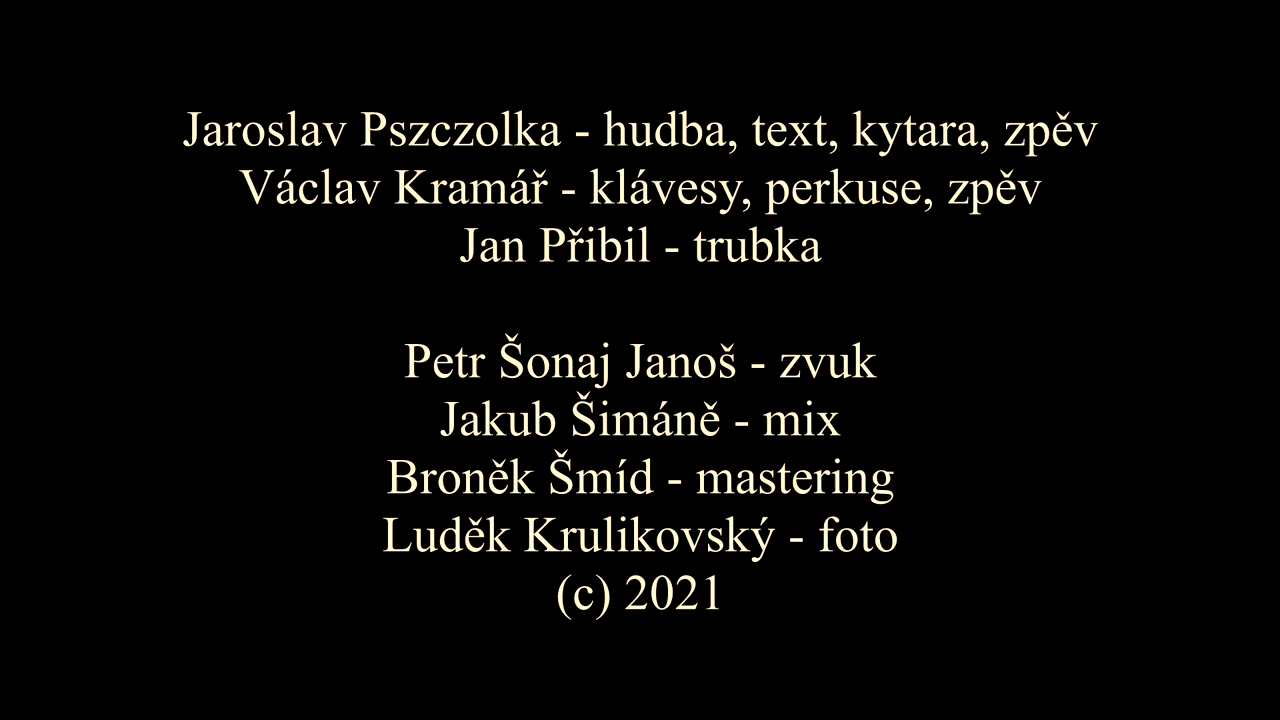 Jaroslav Pszczolka - hudba, text, kytara, zpěv
Václav Kramář - klávesy, perkuse, zpěv
Jan Přibil - trubka
Petr Šonaj Janoš - zvuk
Jakub Šimáně - mix
Broněk Šmíd - mastering
Luděk Krulikovský - foto
(c) 2021